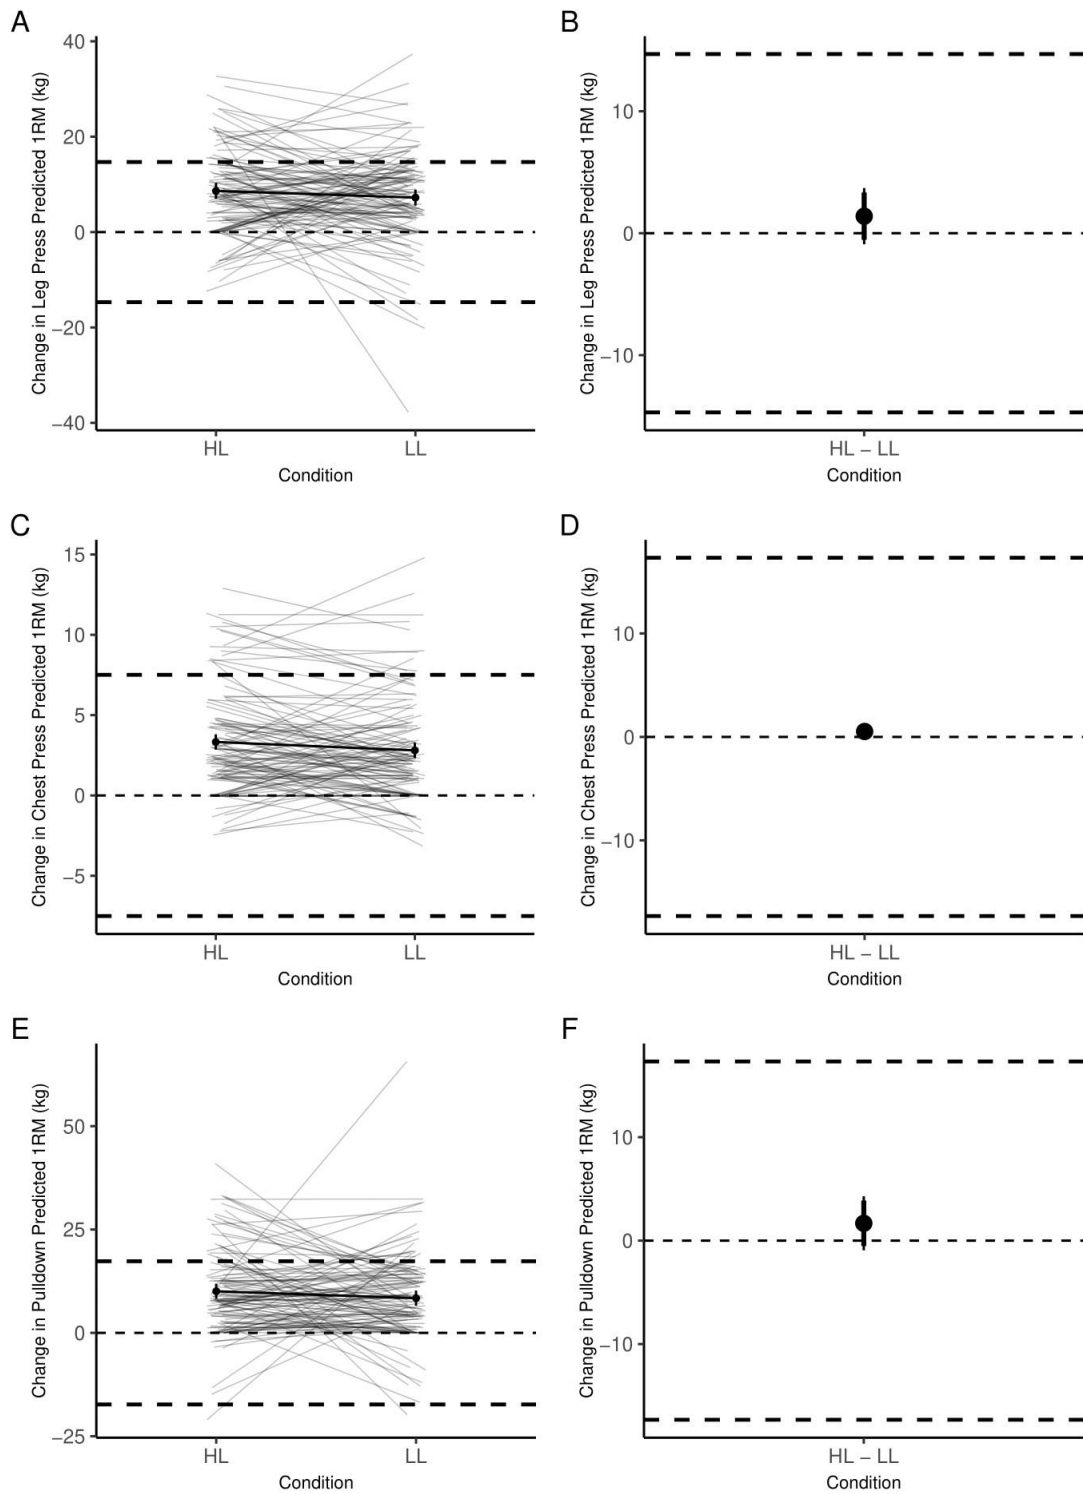 A
Change in Leg Press Predicted 1RM (kg)
40
20
0
−20
−40
HL
LL
Condition
B
Change in Leg Press Predicted 1RM (kg)
10
0
−10
HL − LL
Condition
C
Change in Chest Press Predicted 1RM (kg)
15
10
5
0
−5
HL
LL
Condition
D
Change in Chest Press Predicted 1RM (kg)
10
0
−10
HL − LL
Condition
E
Change in Pulldown Predicted 1RM (kg)
50
25
0
−25
HL
LL
Condition
F
Change in Pulldown Predicted 1RM (kg)
10
0
−10
HL − LL
Condition